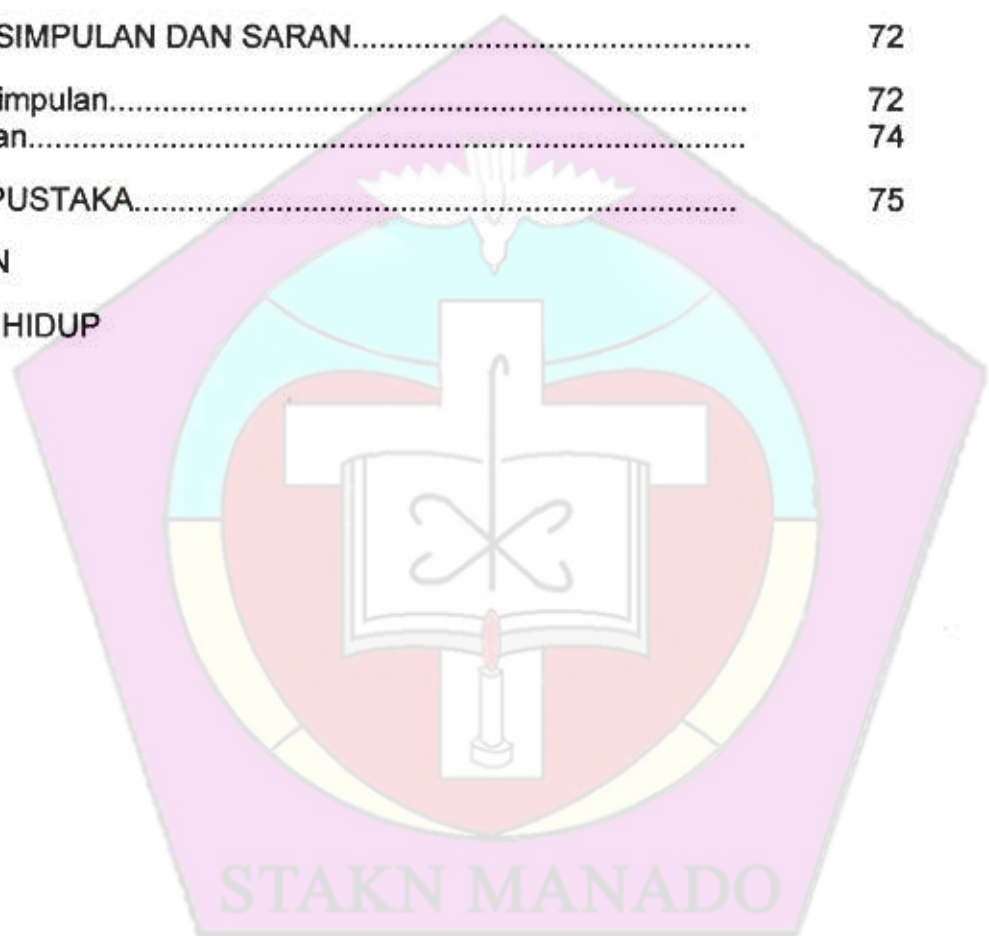 SIMPULAN DAN SARAN.......................................... 72
impulan.................................................................... 72
an............................................................................ 74
PUSTAKA................................................................ 75
N
HIDUP
STAKN MANADO